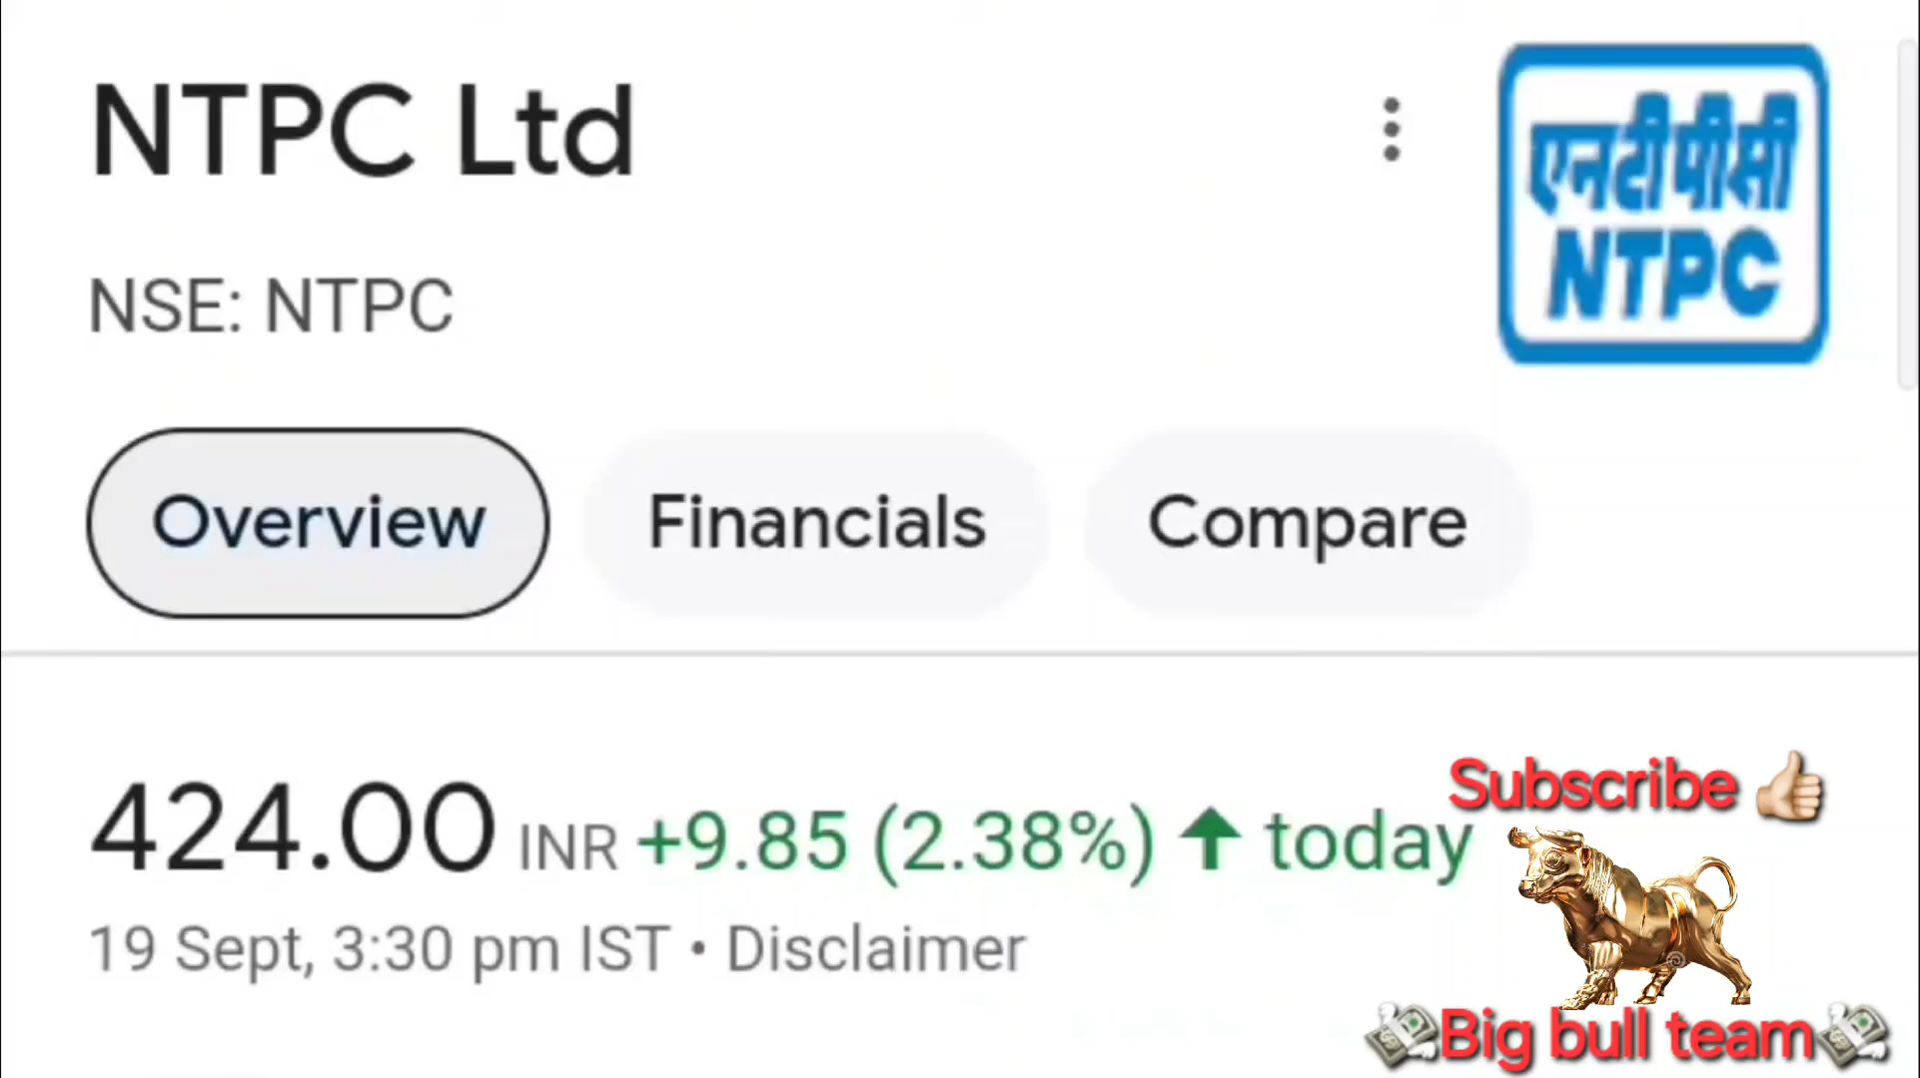 NTPC Ltd
एनटीपीसी
NTPC
NSE: NTPC
Overview
Financials
Compare
424.00 INR +9.85 (2.38%) ↑ today
19 Sept, 3:30 pm IST • Disclaimer
Subscribe
Big bull team